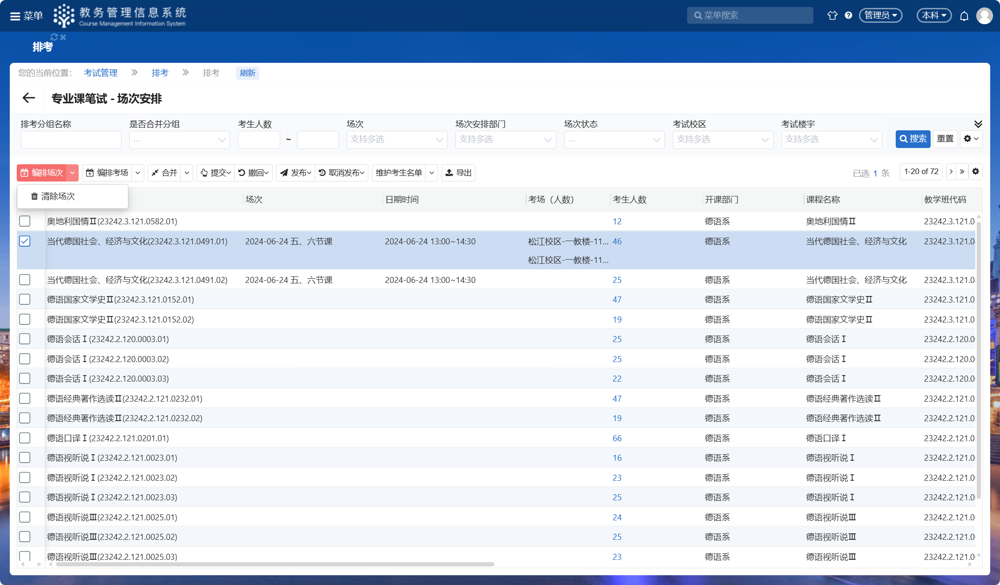 菜单
教务管理信息系统
Course Management Information System
菜单搜索
管理员
本科
排考
您的当前位置： 考试管理 排考 排考 刷新
专业课笔试 - 场次安排
排考分组名称 是否合并分组 考生人数 场次 场次安排部门 场次状态 考试校区 考试楼宇
... ~ 支持多选 支持多选 ... 支持多选 支持多选 搜索 重置
编排场次 编排考场 合并 提交 撤回 发布 取消发布 维护考生名单 导出 已选 1 条 1-20 of 72
清除场次
场次 日期时间 考场（人数） 考生人数 开课部门 课程名称 教学班代码
奥地利国情Ⅱ(23242.3.121.0582.01) 12 德语系 奥地利国情Ⅱ 23242.3.121.0
当代德国社会、经济与文化(23242.3.121.0491.01) 2024-06-24 五、六节课 2024-06-24 13:00~14:30 松江校区-一教楼-11... 46 德语系 当代德国社会、经济与文化 23242.3.121.0
松江校区-一教楼-11...
当代德国社会、经济与文化(23242.3.121.0491.02) 2024-06-24 五、六节课 2024-06-24 13:00~14:30 25 德语系 当代德国社会、经济与文化 23242.3.121.0
德语国家文学史Ⅱ(23242.3.121.0152.01) 47 德语系 德语国家文学史Ⅱ 23242.3.121.0
德语国家文学史Ⅱ(23242.3.121.0152.02) 19 德语系 德语国家文学史Ⅱ 23242.3.121.0
德语会话Ⅰ(23242.2.120.0003.01) 25 德语系 德语会话Ⅰ 23242.2.120.0
德语会话Ⅰ(23242.2.120.0003.02) 25 德语系 德语会话Ⅰ 23242.2.120.0
德语会话Ⅰ(23242.2.120.0003.03) 22 德语系 德语会话Ⅰ 23242.2.120.0
德语经典著作选读Ⅱ(23242.2.121.0232.01) 47 德语系 德语经典著作选读Ⅱ 23242.2.121.0
德语经典著作选读Ⅱ(23242.2.121.0232.02) 19 德语系 德语经典著作选读Ⅱ 23242.2.121.0
德语口译Ⅰ(23242.2.121.0201.01) 66 德语系 德语口译Ⅰ 23242.2.121.0
德语视听说Ⅰ(23242.2.121.0023.01) 16 德语系 德语视听说Ⅰ 23242.2.121.0
德语视听说Ⅰ(23242.2.121.0023.02) 23 德语系 德语视听说Ⅰ 23242.2.121.0
德语视听说Ⅰ(23242.2.121.0023.03) 25 德语系 德语视听说Ⅰ 23242.2.121.0
德语视听说Ⅲ(23242.2.121.0025.01) 24 德语系 德语视听说Ⅲ 23242.2.121.0
德语视听说Ⅲ(23242.2.121.0025.02) 25 德语系 德语视听说Ⅲ 23242.2.121.0
德语视听说Ⅲ(23242.2.121.0025.03) 23 德语系 德语视听说Ⅲ 23242.2.121.0